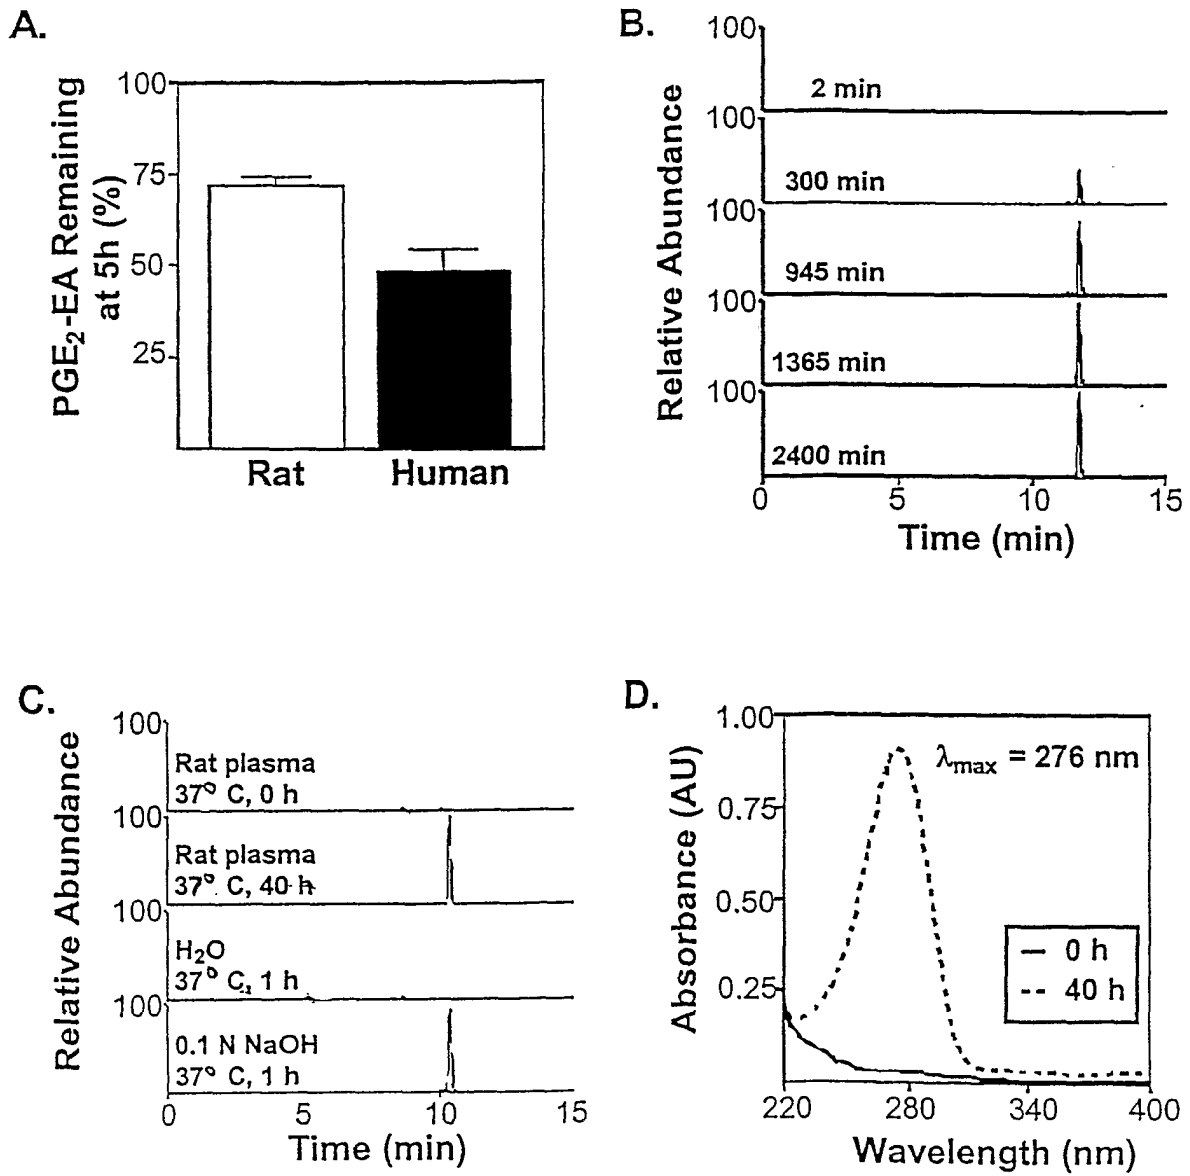 A.
PGE2-EA Remaining
at 5h (%)
100
75
50
25
Rat
Human
B.
Relative Abundance
100
2 min
100
300 min
100
945 min
100
1365 min
100
2400 min
0
5
10
15
Time (min)
C.
Relative Abundance
100
Rat plasma
37° C, 0 h
100
Rat plasma
37° C, 40 h
100
H2O
37° C, 1 h
100
0.1 N NaOH
37° C, 1 h
0
5
10
15
Time (min)
D.
Absorbance (AU)
1.00
0.75
0.50
0.25
λmax = 276 nm
0 h
40 h
220
280
340
400
Wavelength (nm)